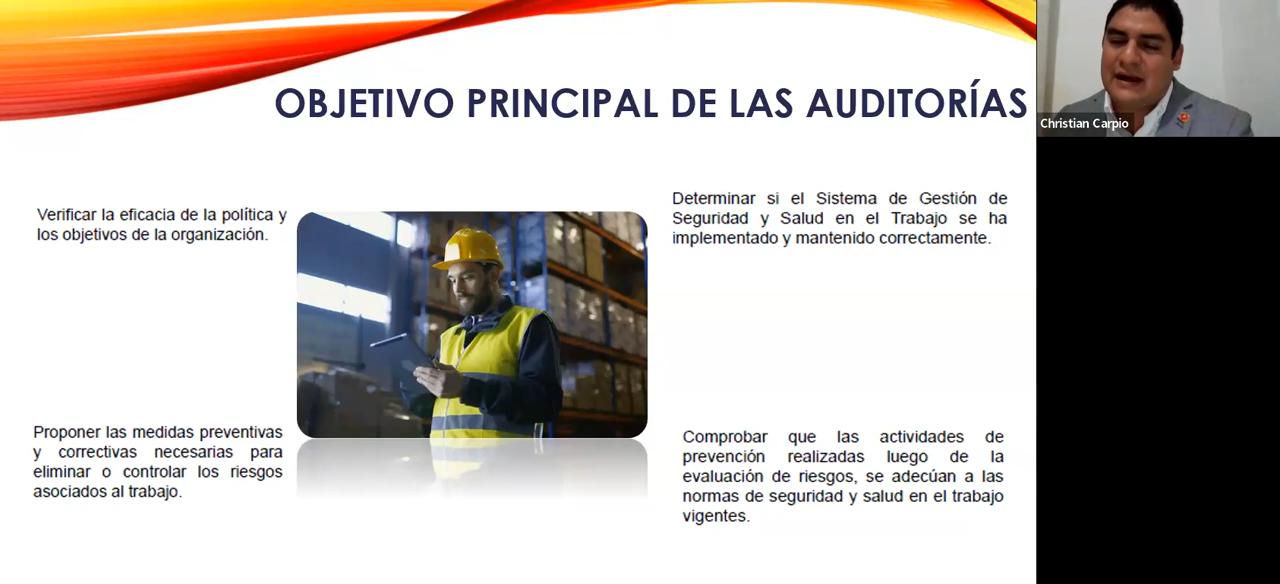 OBJETIVO PRINCIPAL DE LAS AUDITORÍAS
Christian Carpio
Verificar la eficacia de la política y
los objetivos de la organización.
Determinar si el Sistema de Gestión de
Seguridad y Salud en el Trabajo se ha
implementado y mantenido correctamente.
Proponer las medidas preventivas
y correctivas necesarias para
eliminar o controlar los riesgos
asociados al trabajo.
Comprobar que las actividades de
prevención realizadas luego de la
evaluación de riesgos, se adecúan a las
normas de seguridad y salud en el trabajo
vigentes.